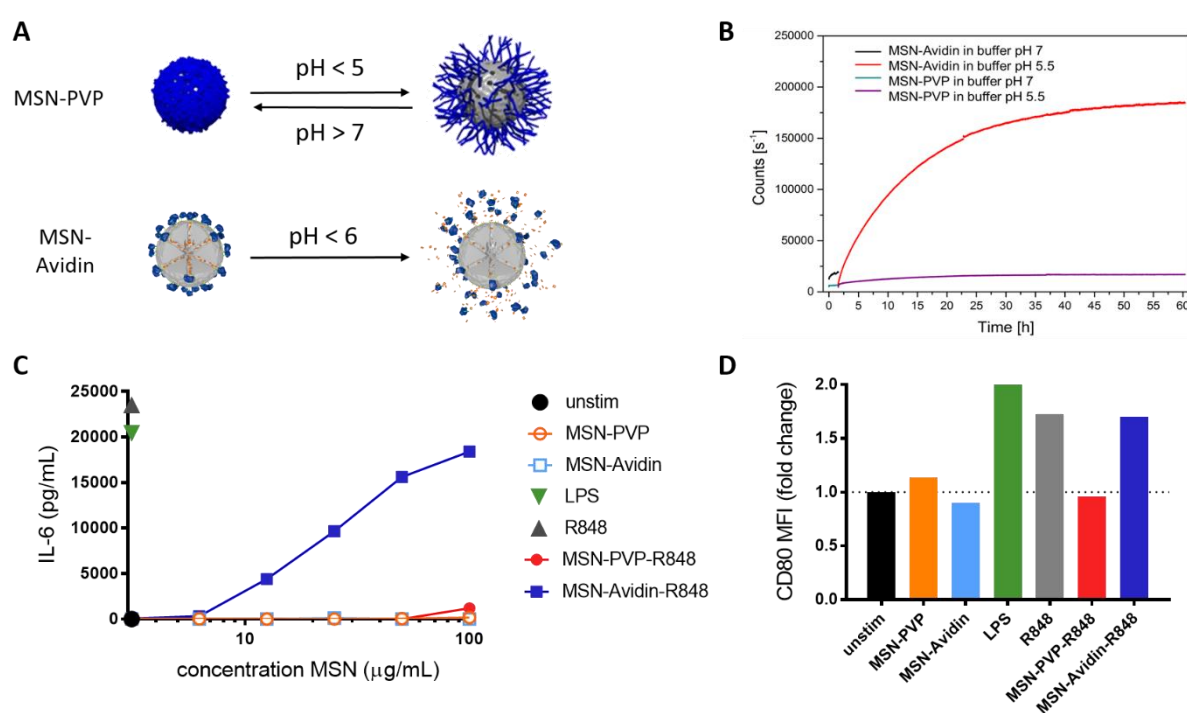 A
MSN-PVP
pH < 5
pH > 7
MSN-
Avidin
pH < 6
B
250000
200000
150000
100000
50000
0
Counts [s⁻¹]
MSN-Avidin in buffer pH 7
MSN-Avidin in buffer pH 5.5
MSN-PVP in buffer pH 7
MSN-PVP in buffer pH 5.5
0 5 10 15 20 25 30 35 40 45 50 55 60
Time [h]
C
25000
20000
15000
10000
5000
0
IL-6 (pg/mL)
10 100
concentration MSN (μg/mL)
unstim
MSN-PVP
MSN-Avidin
LPS
R848
MSN-PVP-R848
MSN-Avidin-R848
D
2.0
1.5
1.0
0.5
0.0
CD80 MFI (fold change)
unstim
MSN-PVP
MSN-Avidin
LPS
R848
MSN-PVP-R848
MSN-Avidin-R848